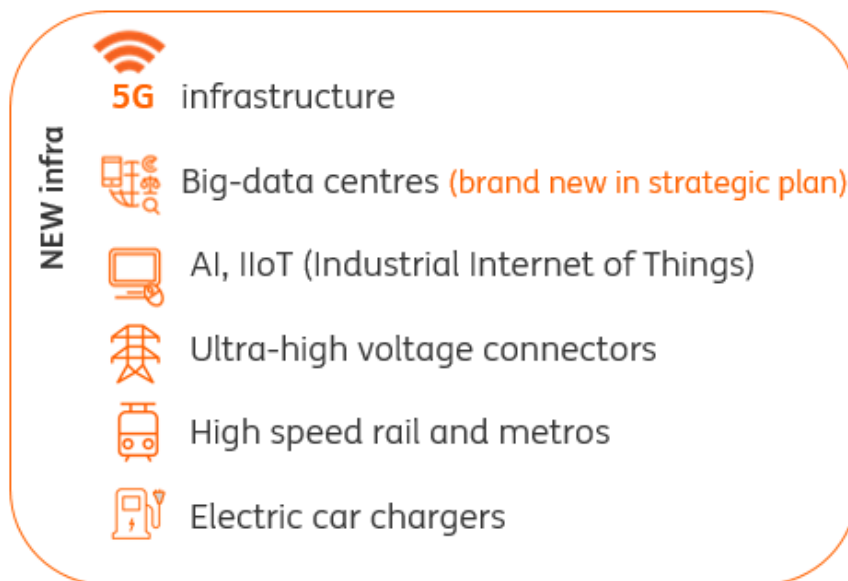 NEW infra
5G infrastructure
Big-data centres (brand new in strategic plan)
AI, IIoT (Industrial Internet of Things)
Ultra-high voltage connectors
High speed rail and metros
Electric car chargers